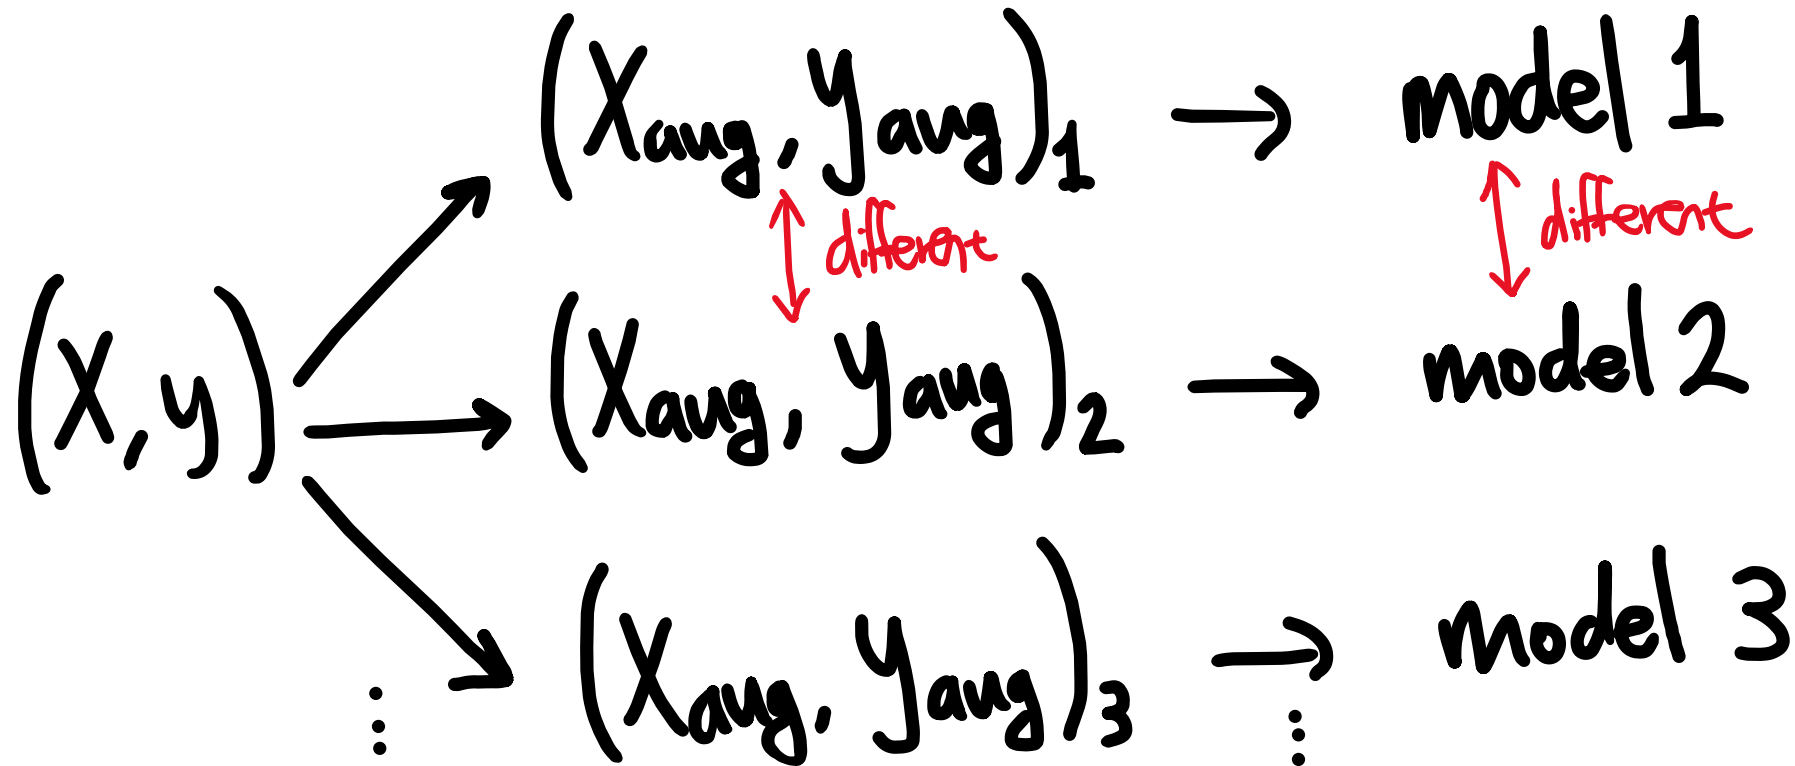 (X_aug, y_aug)_1 → model 1
different different
(X, y)
(X_aug, y_aug)_2 → model 2
(X_aug, y_aug)_3 → model 3
⋮ ⋮